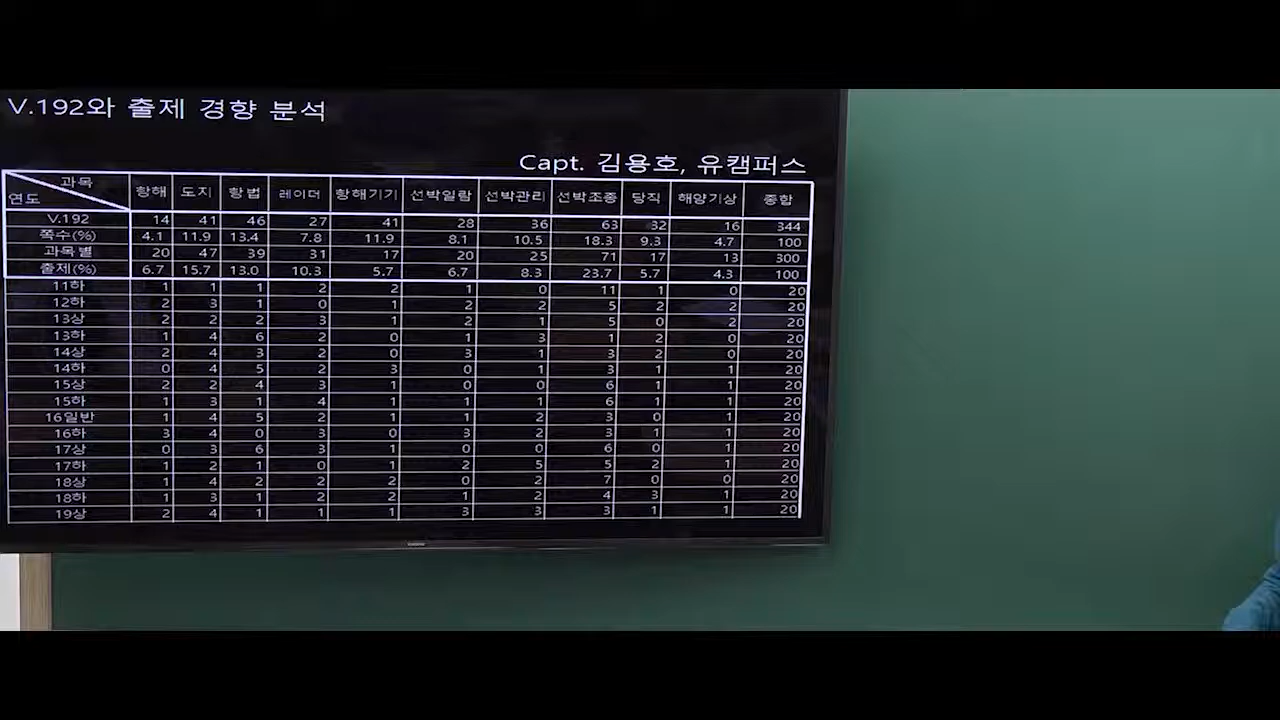 V.192와 출제 경향 분석
Capt. 김용호, 유캠퍼스
과목 연도 항해 도지 항법 레이더 항해기기 선박일람 선박관리 선박조종 당직 해양기상 종합
V.192 14 41 46 27 41 28 36 63 32 16 344
쪽수(%) 4.1 11.9 13.4 7.8 11.9 8.1 10.5 18.3 9.3 4.7 100
과목별 20 47 39 31 17 20 25 71 17 13 300
출제(%) 6.7 15.7 13.0 10.3 5.7 6.7 8.3 23.7 5.7 4.3 100
11하 1 1 1 2 2 1 0 11 1 0 20
12하 2 3 1 0 1 2 2 5 2 2 20
13상 2 2 2 3 1 2 1 5 0 2 20
13하 1 4 6 2 0 1 3 1 2 0 20
14상 2 4 3 2 0 3 1 3 2 0 20
14하 0 4 5 2 3 0 1 3 1 1 20
15상 2 2 4 3 1 0 0 6 1 1 20
15하 1 3 1 4 1 1 1 6 1 1 20
16일반 1 4 5 2 1 1 2 3 0 1 20
16하 3 4 0 3 0 3 2 3 1 1 20
17상 0 3 6 3 1 0 0 6 0 1 20
17하 1 2 1 0 1 2 5 5 2 1 20
18상 1 4 2 2 2 0 2 7 0 0 20
18하 1 3 1 2 2 1 2 4 3 1 20
19상 2 4 1 1 1 3 3 3 1 1 20